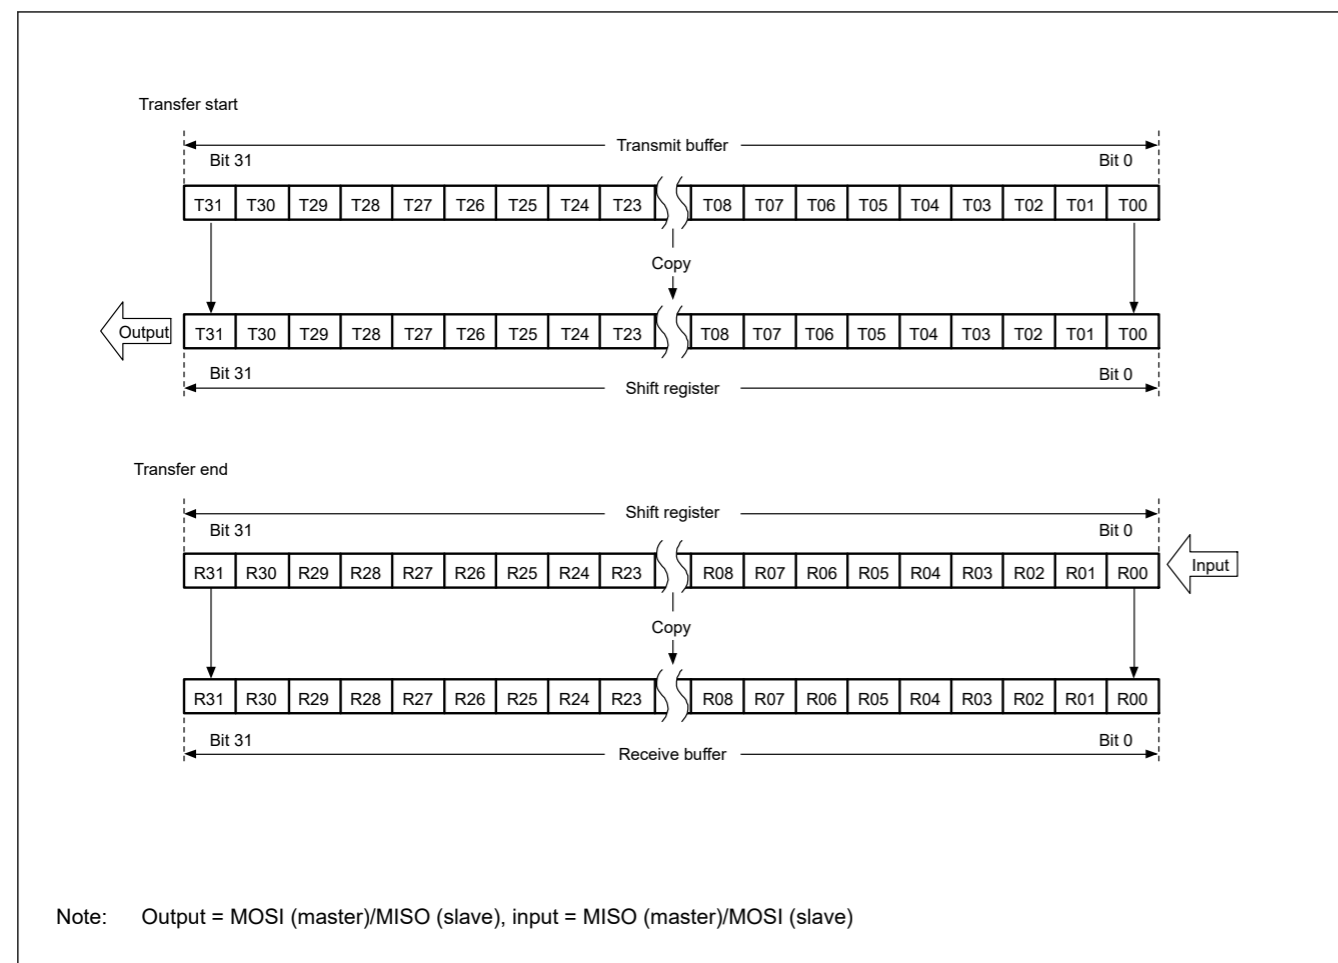 Transfer start
Transmit buffer
Bit 31 Bit 0
T31 T30 T29 T28 T27 T26 T25 T24 T23 T08 T07 T06 T05 T04 T03 T02 T01 T00
Copy
Output T31 T30 T29 T28 T27 T26 T25 T24 T23 T08 T07 T06 T05 T04 T03 T02 T01 T00
Bit 31 Bit 0
Shift register
Transfer end
Shift register
Bit 31 Bit 0
R31 R30 R29 R28 R27 R26 R25 R24 R23 R08 R07 R06 R05 R04 R03 R02 R01 R00 Input
Copy
R31 R30 R29 R28 R27 R26 R25 R24 R23 R08 R07 R06 R05 R04 R03 R02 R01 R00
Bit 31 Bit 0
Receive buffer
Note: Output = MOSI (master)/MISO (slave), input = MISO (master)/MOSI (slave)